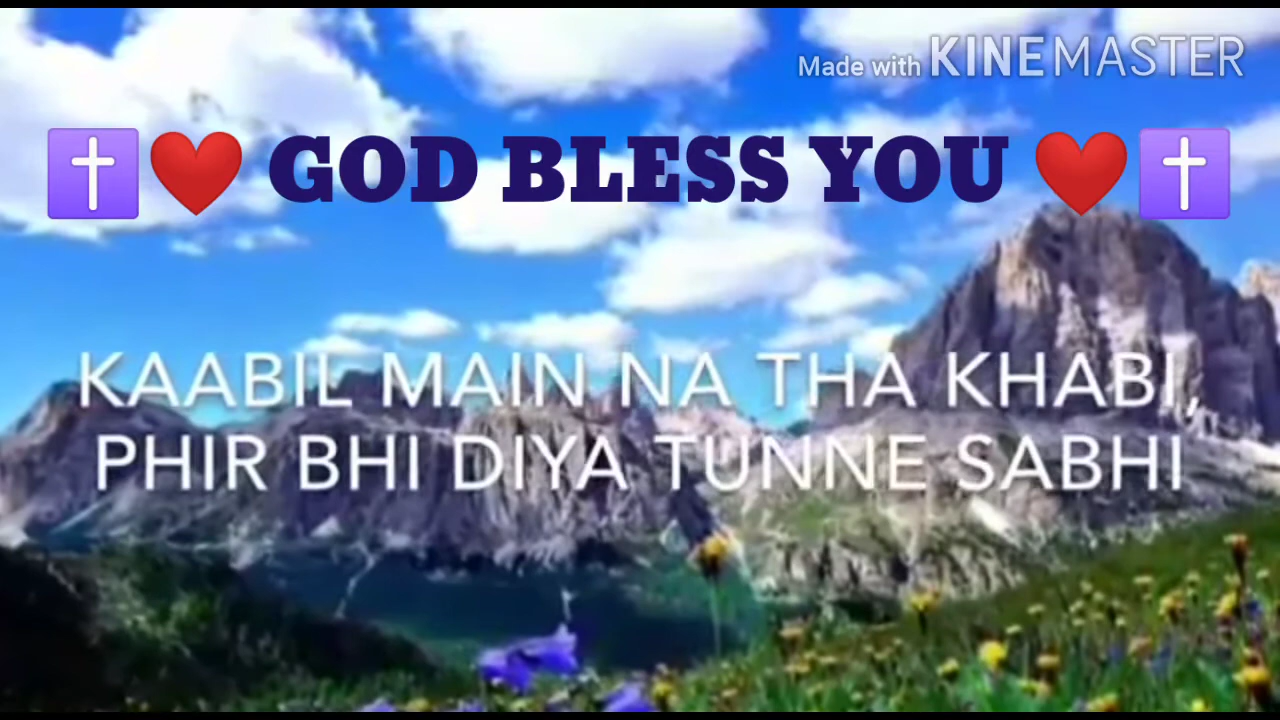 Made with KINEMASTER
✝️❤️ GOD BLESS YOU ❤️✝️
KAABIL MAIN NA THA KHABI,
PHIR BHI DIYA TUNNE SABHI